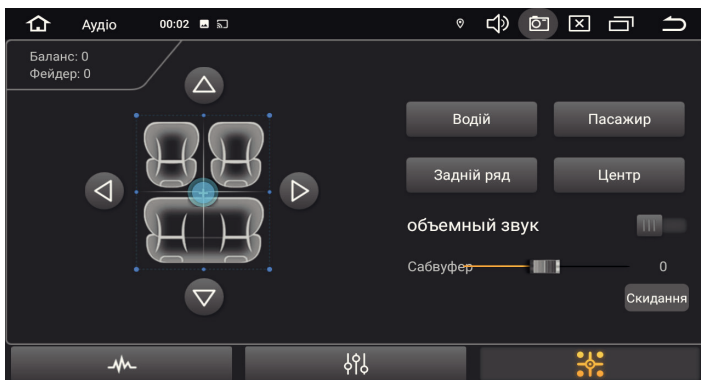 Аудіо 00:02
Баланс: 0
Фейдер: 0
Водій Пасажир
Задній ряд Центр
объемный звук
Сабвуфер 0
Скидання